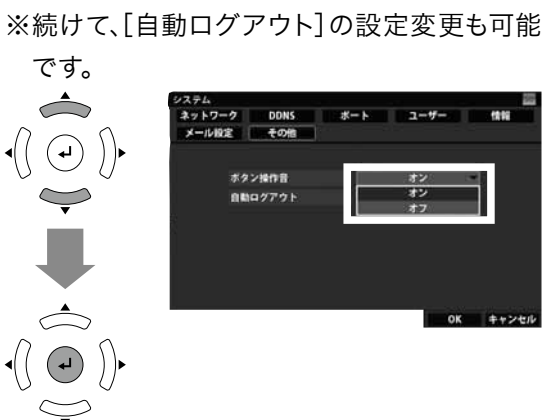 ※続けて、[自動ログアウト]の設定変更も可能
です。
システム
ネットワーク DDNS ポート ユーザー 情報
メール設定 その他
ボタン操作音 オン
自動ログアウト オン
オフ
OK キャンセル